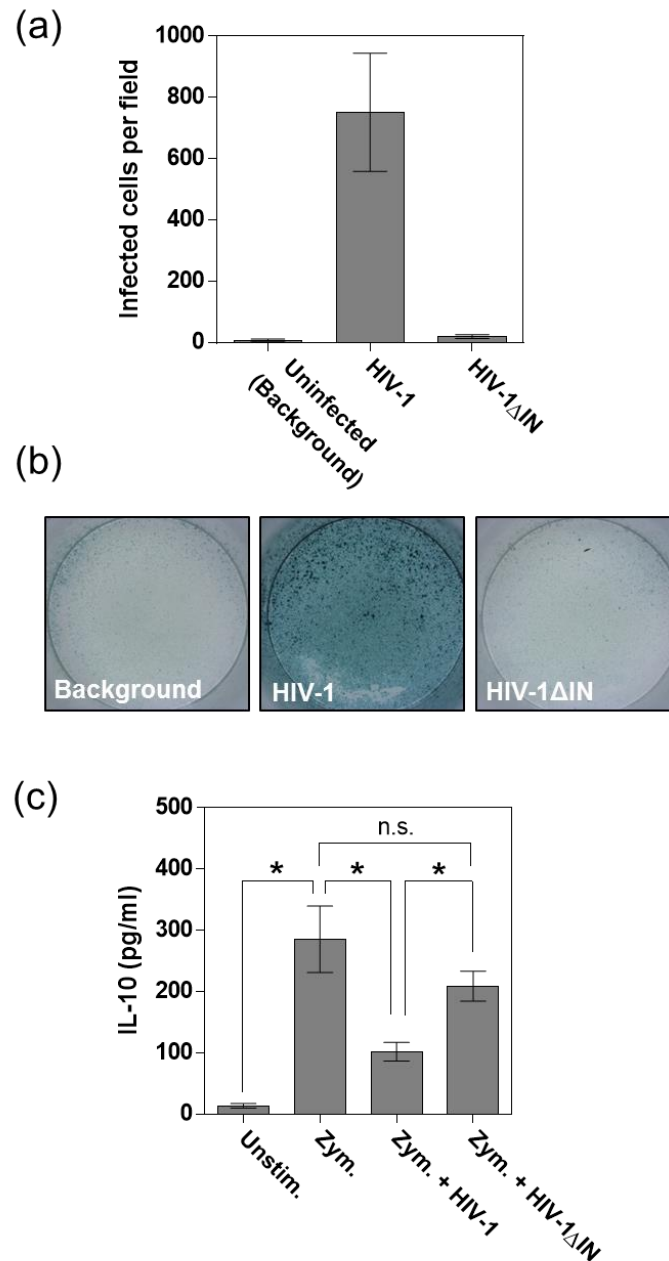 (a)
Infected cells per field
1000
800
600
400
200
0
Uninfected
(Background)
HIV-1
HIV-1ΔIN
(b)
Background
HIV-1
HIV-1ΔIN
(c)
IL-10 (pg/ml)
500
400
300
200
100
0
n.s.
* * *
Unstim.
Zym.
Zym. + HIV-1
Zym. + HIV-1ΔIN